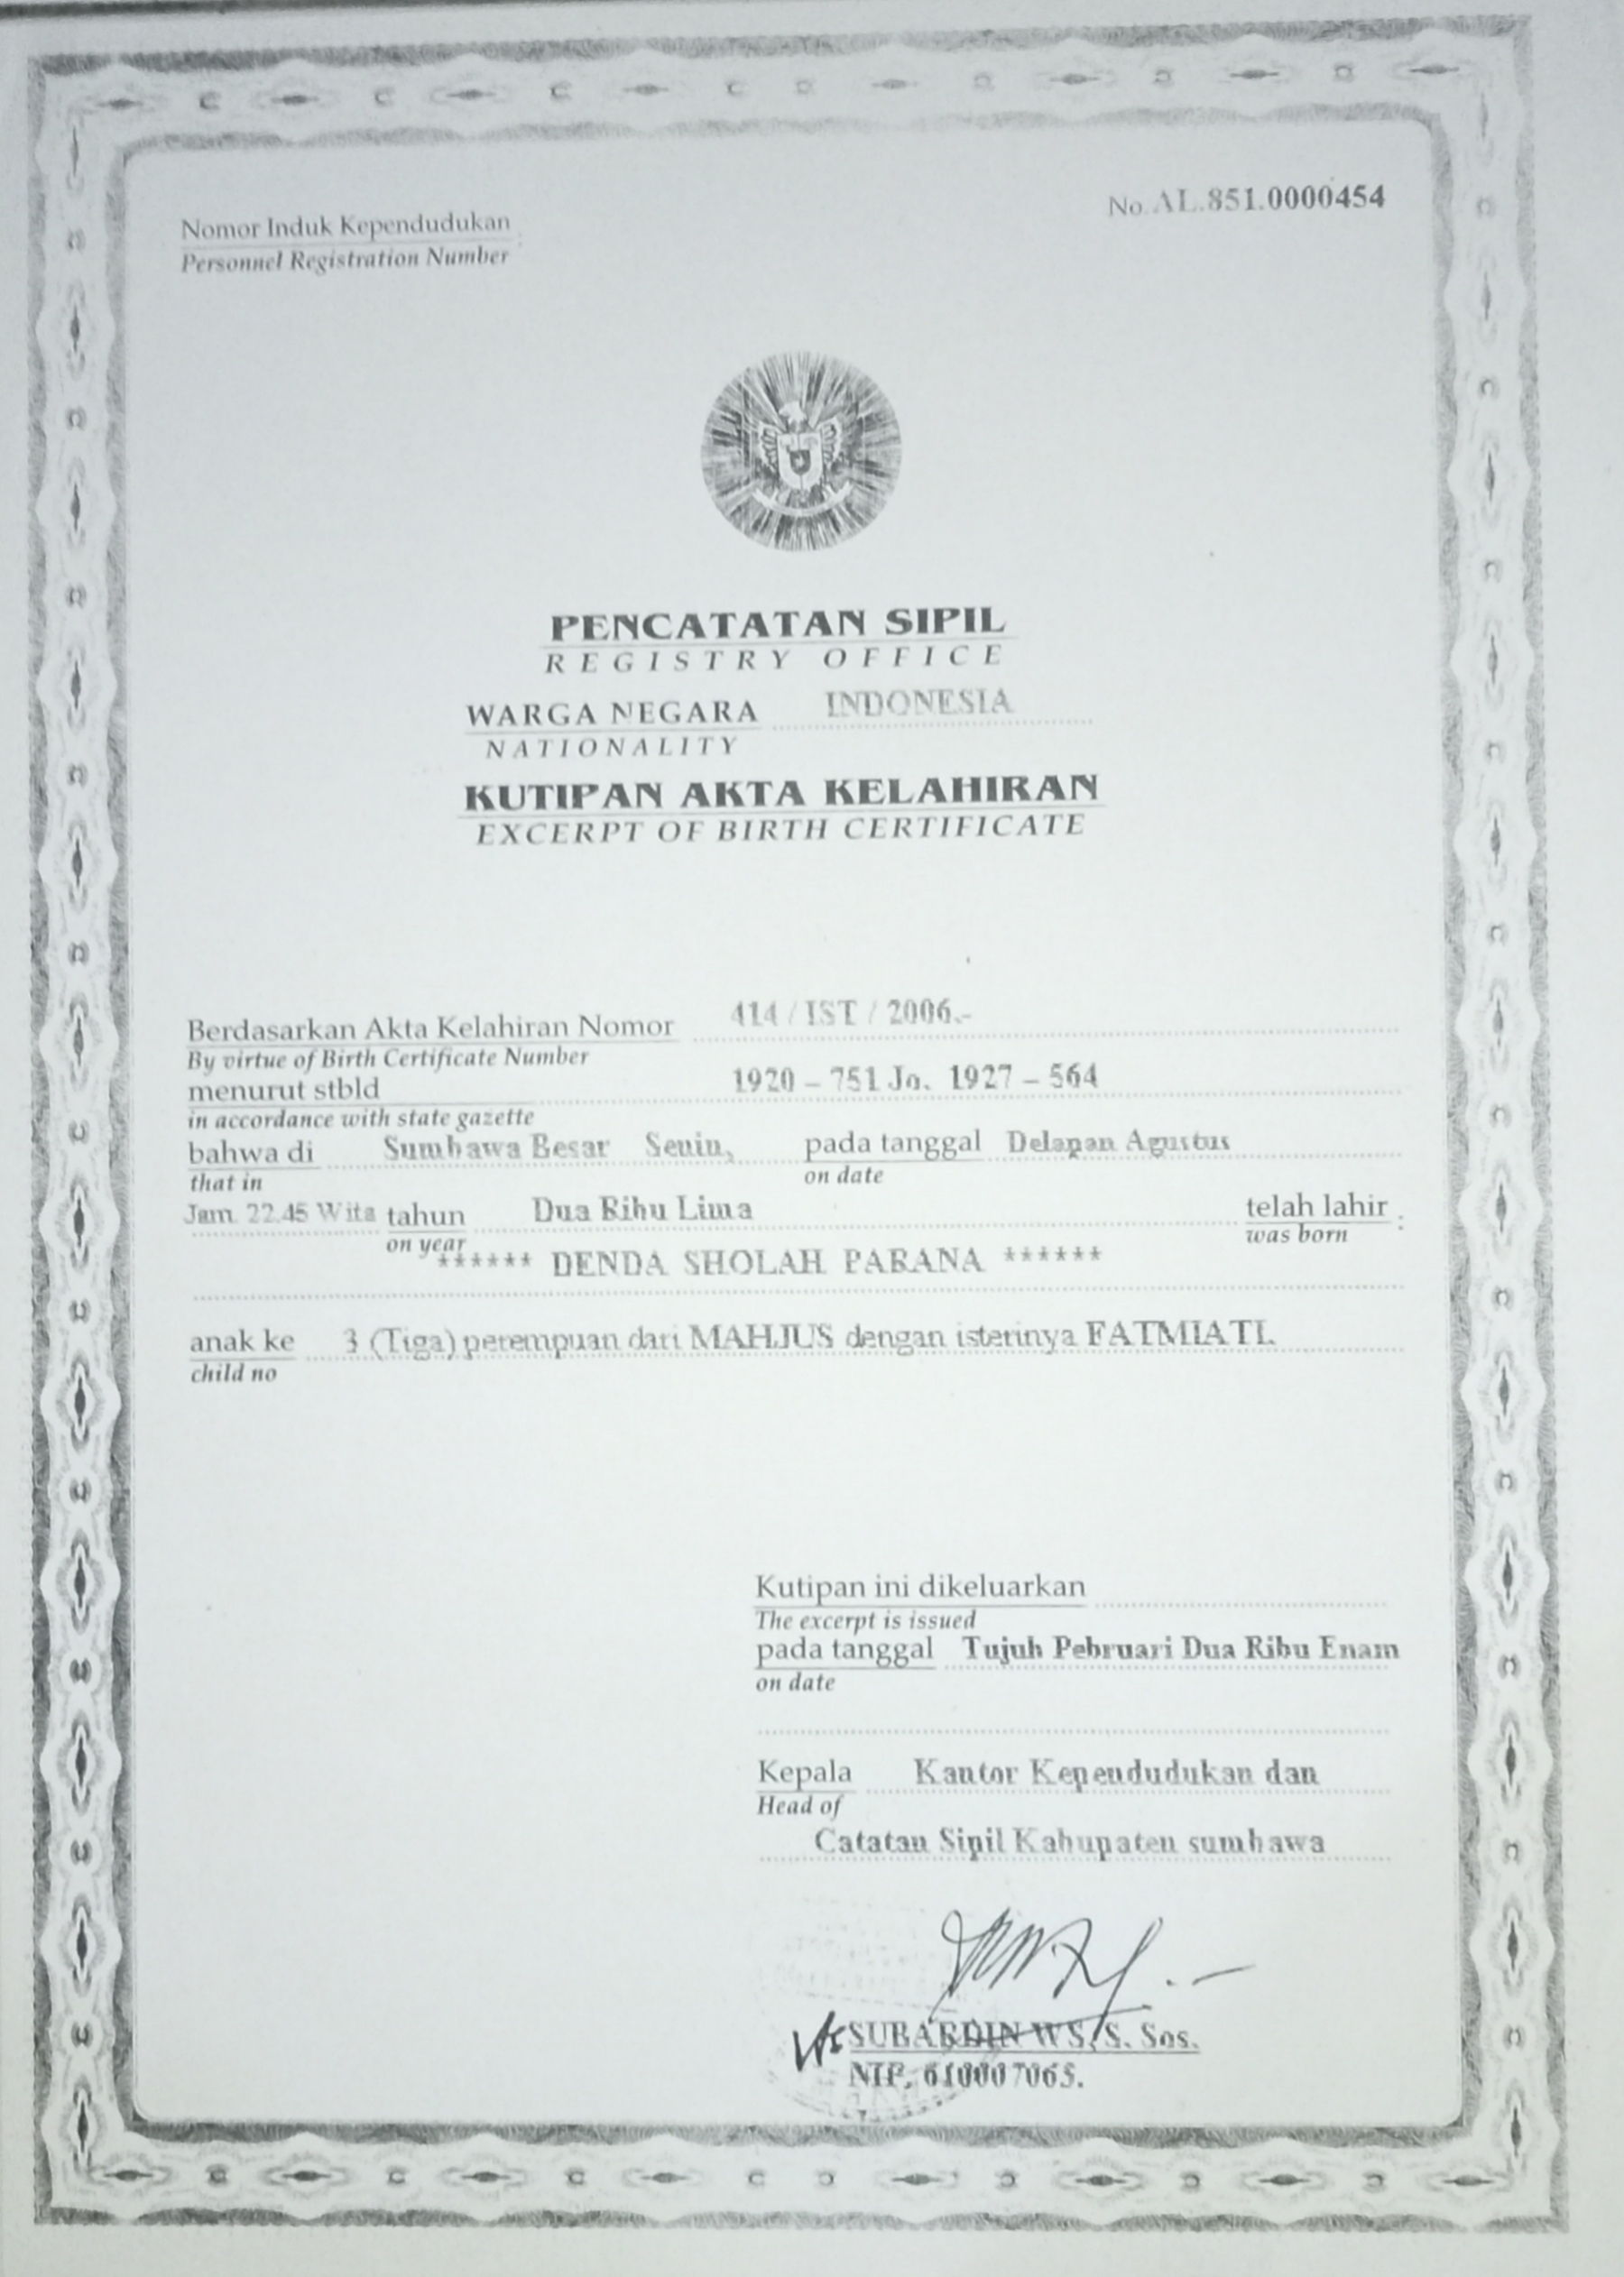 No. AL.851.0000454
Nomor Induk Kependudukan :
Personnel Registration Number
PENCATATAN SIPIL
REGISTRY OFFICE
WARGA NEGARA INDONESIA
NATIONALITY
KUTIPAN AKTA KELAHIRAN
EXCERPT OF BIRTH CERTIFICATE
Berdasarkan Akta Kelahiran Nomor 414 / IST / 2006.-
By virtue of Birth Certificate Number
menurut stbld 1920 – 751 Jo. 1927 – 564
in accordance with state gazette
bahwa di Sumbawa Besar Senin, pada tanggal Delapan Agustus
that in on date
Jam 22.45 Wita tahun Dua Ribu Lima telah lahir :
on year was born
****** DENDA SHOLAH PARANA ******
anak ke 3 (Tiga) perempuan dari MAHJUS dengan isterinya FATMIATI.
child no
Kutipan ini dikeluarkan
The excerpt is issued
pada tanggal Tujuh Pebruari Dua Ribu Enam
on date
Kepala Kantor Kependudukan dan
Head of
Catatan Sipil Kabupaten sumbawa
SUBARDIN WS, S. Sos.
NIP. 610007065.